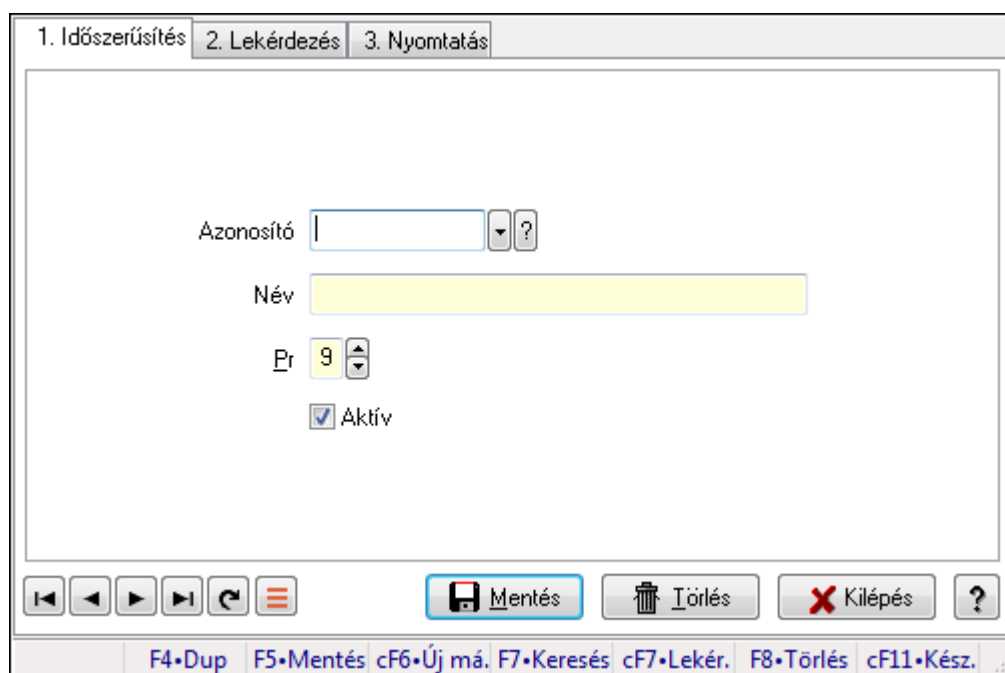 1. Időszerűsítés 2. Lekérdezés 3. Nyomtatás
Azonosító ?
Név
Pr 9
Aktív
Mentés Törlés Kilépés ?
F4•Dup F5•Mentés cF6•Új má. F7•Keresés cF7•Lekér. F8•Törlés cF11•Kész.